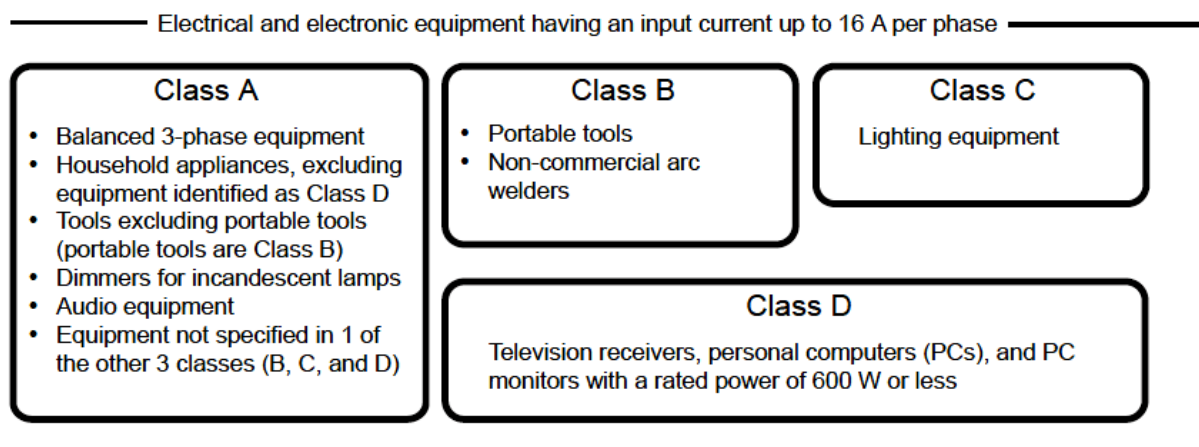 Electrical and electronic equipment having an input current up to 16 A per phase
Class A
• Balanced 3-phase equipment
• Household appliances, excluding
equipment identified as Class D
• Tools excluding portable tools
(portable tools are Class B)
• Dimmers for incandescent lamps
• Audio equipment
• Equipment not specified in 1 of
the other 3 classes (B, C, and D)
Class B
• Portable tools
• Non-commercial arc
welders
Class C
Lighting equipment
Class D
Television receivers, personal computers (PCs), and PC
monitors with a rated power of 600 W or less